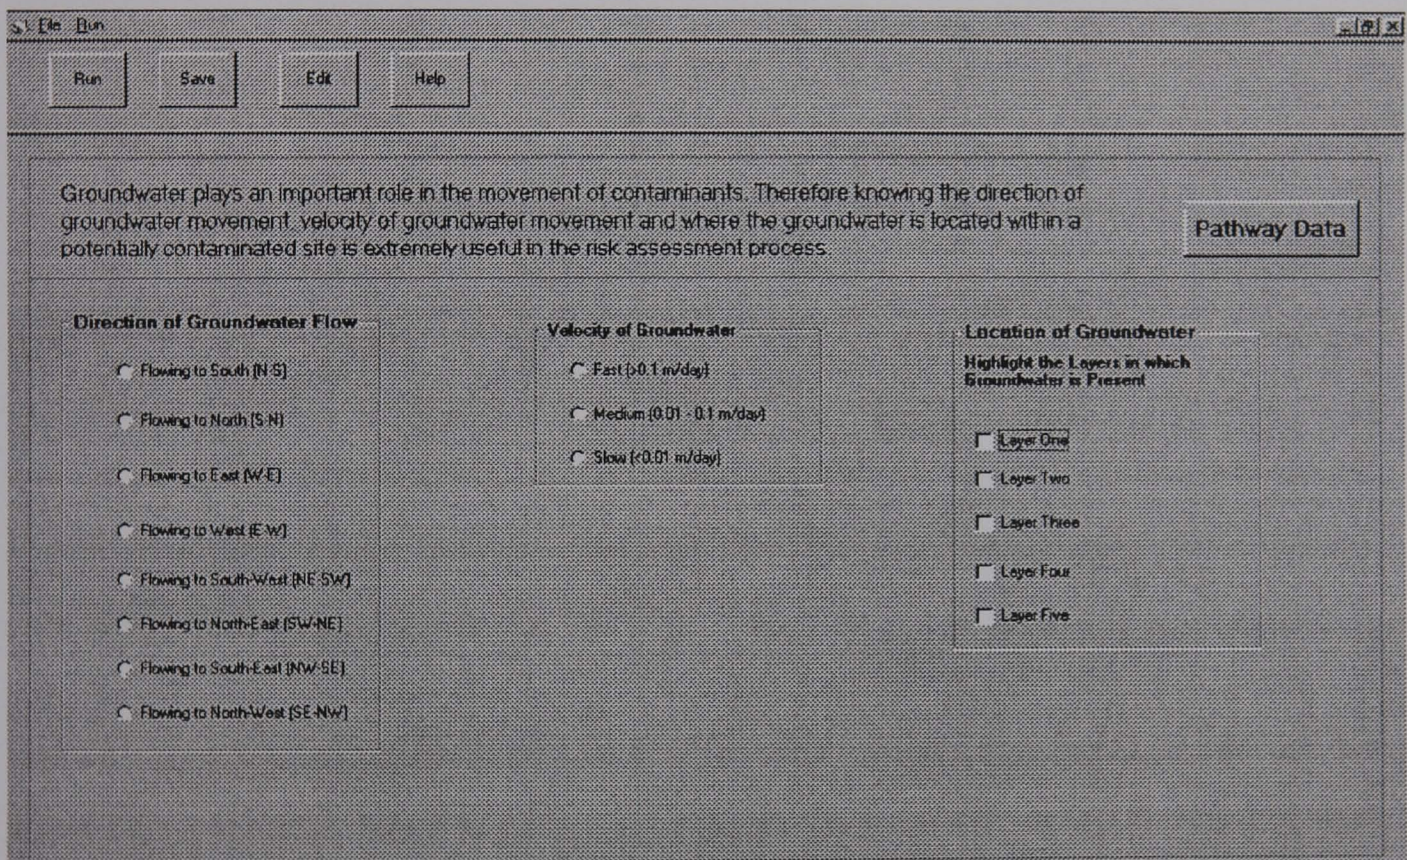 File Run
Run Save Edit Help
Groundwater plays an important role in the movement of contaminants. Therefore knowing the direction of
groundwater movement, velocity of groundwater movement and where the groundwater is located within a
potentially contaminated site is extremely useful in the risk assessment process.
Pathway Data
Direction of Groundwater Flow
Flowing to South (N-S)
Flowing to North (S-N)
Flowing to East (W-E)
Flowing to West (E-W)
Flowing to South-West (NE-SW)
Flowing to North-East (SW-NE)
Flowing to South-East (NW-SE)
Flowing to North-West (SE-NW)
Velocity of Groundwater
Fast (>0.1 m/day)
Medium (0.01 - 0.1 m/day)
Slow (<0.01 m/day)
Location of Groundwater
Highlight the Layers in which
Groundwater is Present
Layer One
Layer Two
Layer Three
Layer Four
Layer Five